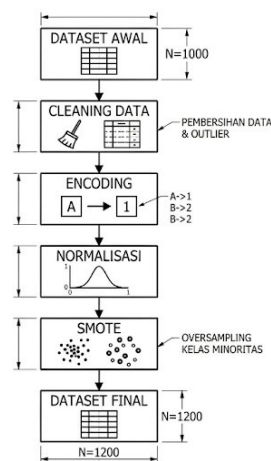 DATASET AWAL
N=1000
CLEANING DATA
PEMBERSIHAN DATA
& OUTLIER
ENCODING
A
1
A->1
B->2
B->2
NORMALISASI
1
0
0
1
SMOTE
OVERSAMPLING
KELAS MINORITAS
DATASET FINAL
N=1200
N=1200